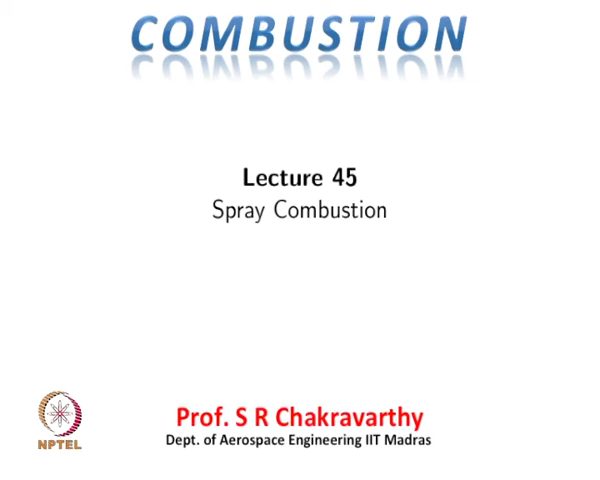 COMBUSTION
Lecture 45
Spray Combustion
Prof. S R Chakravarthy
Dept. of Aerospace Engineering IIT Madras
NPTEL